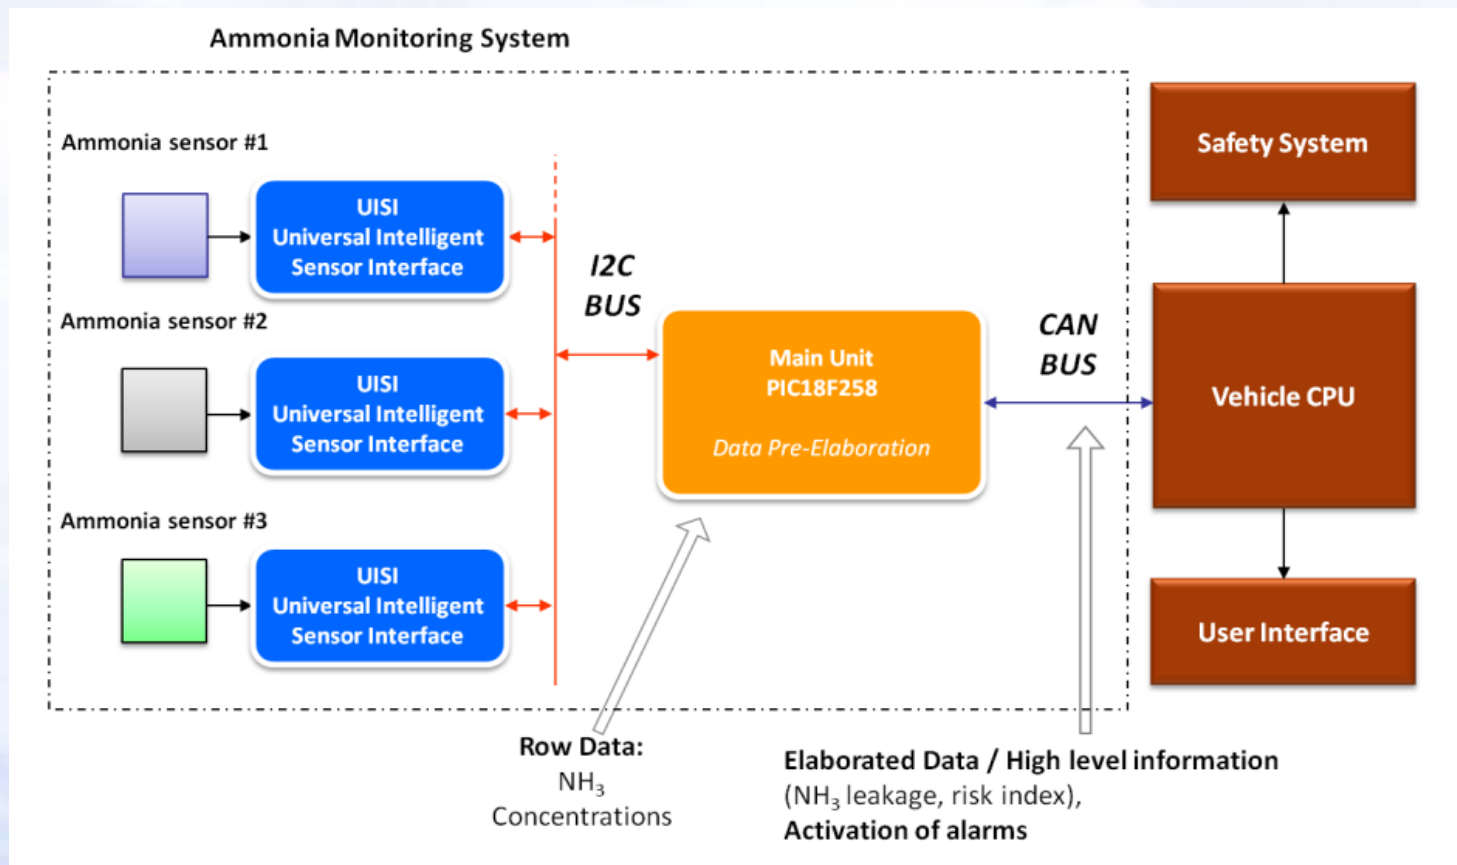 Ammonia Monitoring System
Ammonia sensor #1
UISI
Universal Intelligent
Sensor Interface
Ammonia sensor #2
UISI
Universal Intelligent
Sensor Interface
Ammonia sensor #3
UISI
Universal Intelligent
Sensor Interface
I2C
BUS
Main Unit
PIC18F258
Data Pre-Elaboration
CAN
BUS
Safety System
Vehicle CPU
User Interface
Row Data:
NH₃
Concentrations
Elaborated Data / High level information
(NH₃ leakage, risk index),
Activation of alarms